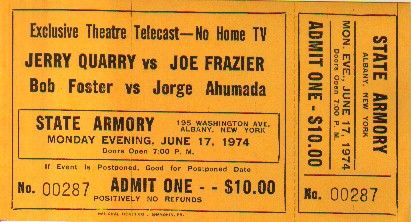 Exclusive Theatre Telecast—No Home TV
JERRY QUARRY vs JOE FRAZIER
Bob Foster vs Jorge Ahumada
STATE ARMORY
195 WASHINGTON AVE.
ALBANY, NEW YORK
MONDAY EVENING, JUNE 17, 1974
Doors Open 7:00 P. M.
If Event Is Postponed, Good for Postponed Date
No. 00287 ADMIT ONE - - $10.00
POSITIVELY NO REFUNDS
STATE ARMORY
ALBANY, NEW YORK
MON. EVE., JUNE 17, 1974
Doors Open 7:00 P. M.
ADMIT ONE - $10.00
No. 00287